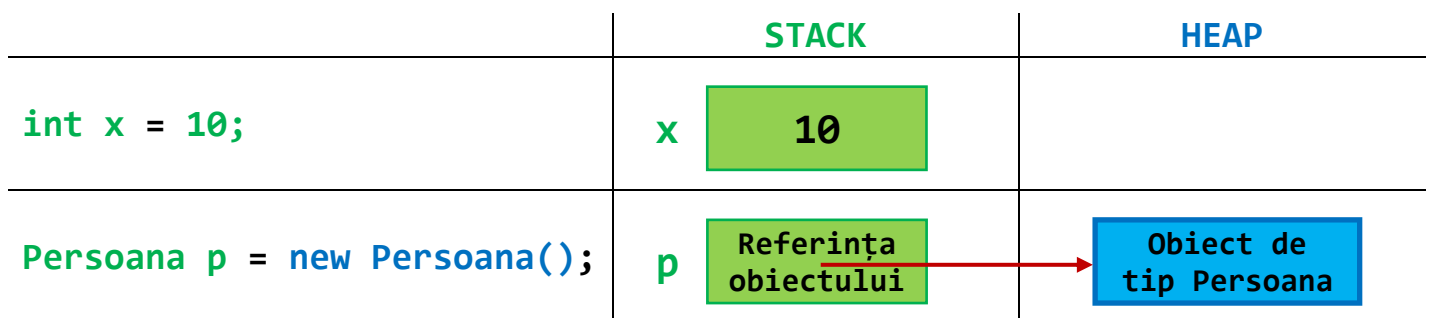 STACK HEAP
int x = 10; x 10
Persoana p = new Persoana(); p Referința Obiect de
obiectului tip Persoana